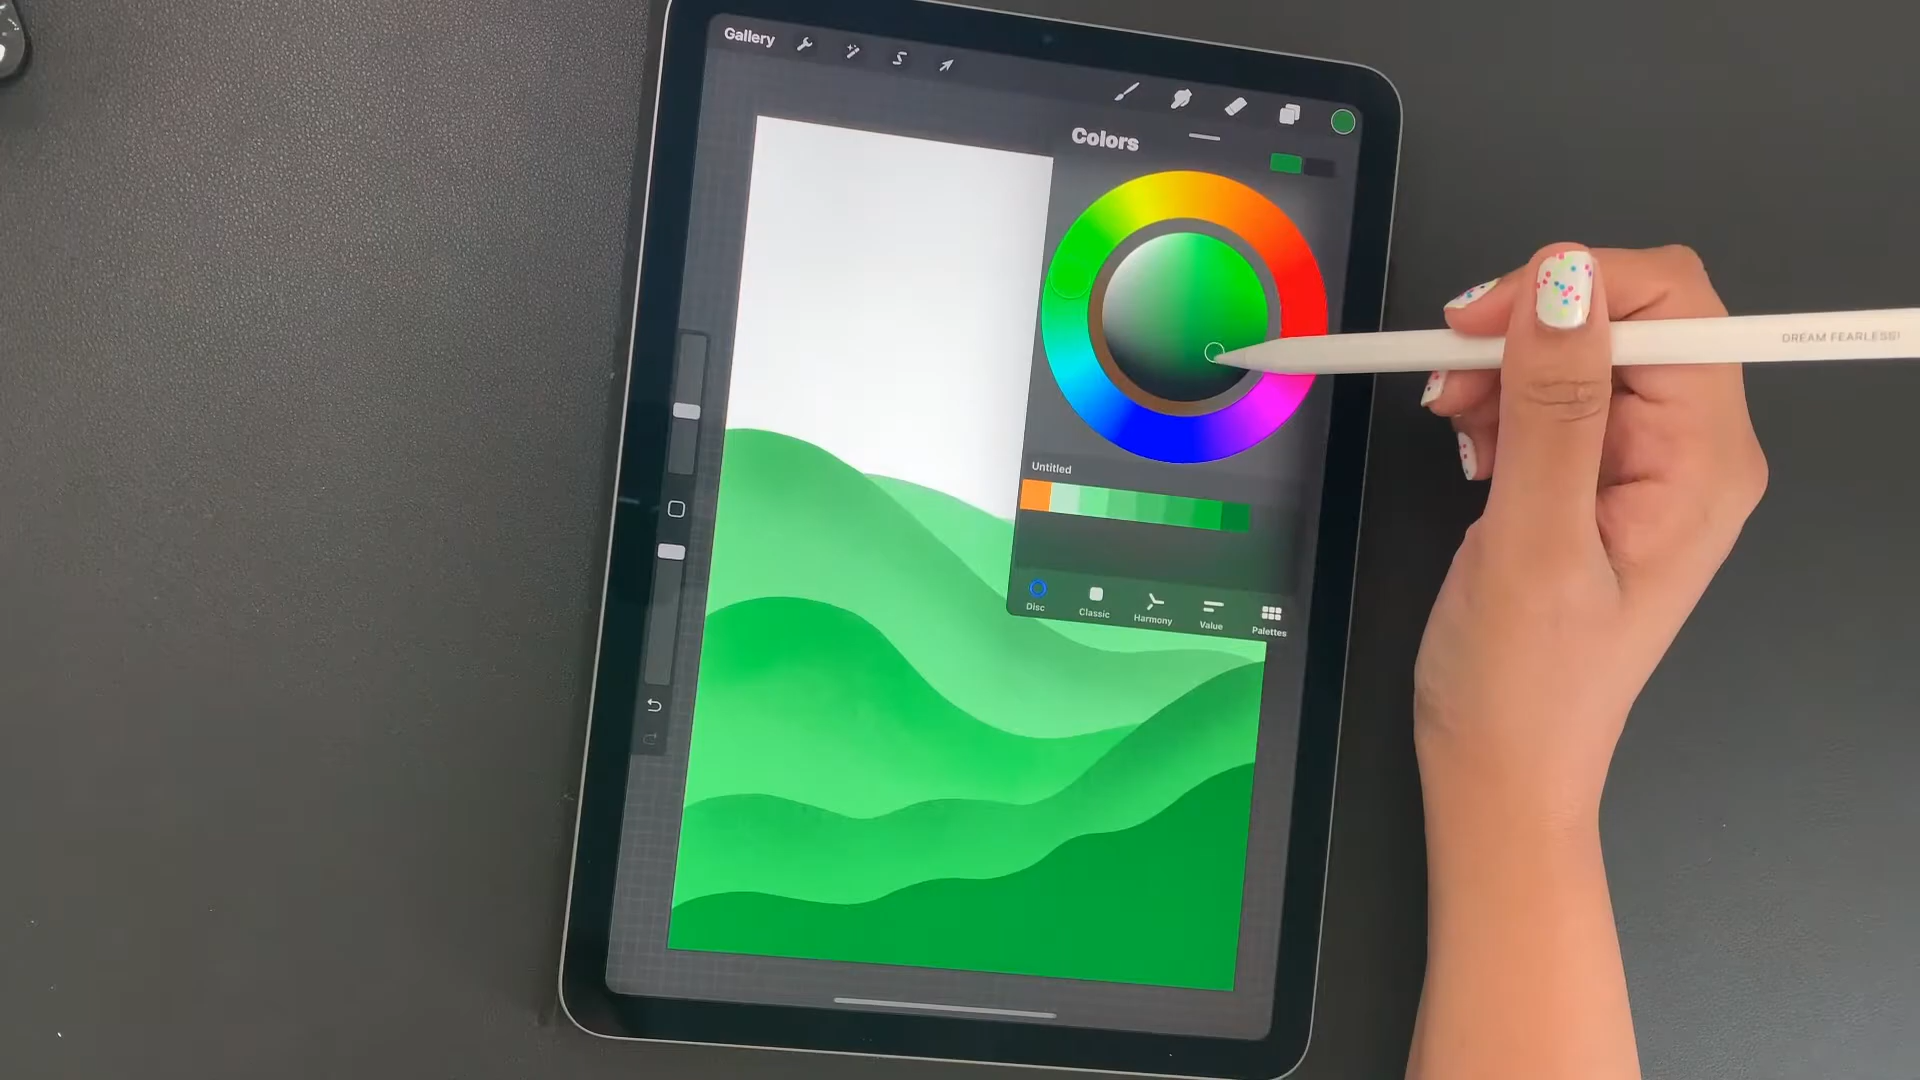 Gallery
Colors
Untitled
Disc
Classic
Harmony
Value
Palettes
DREAM FEARLESS!